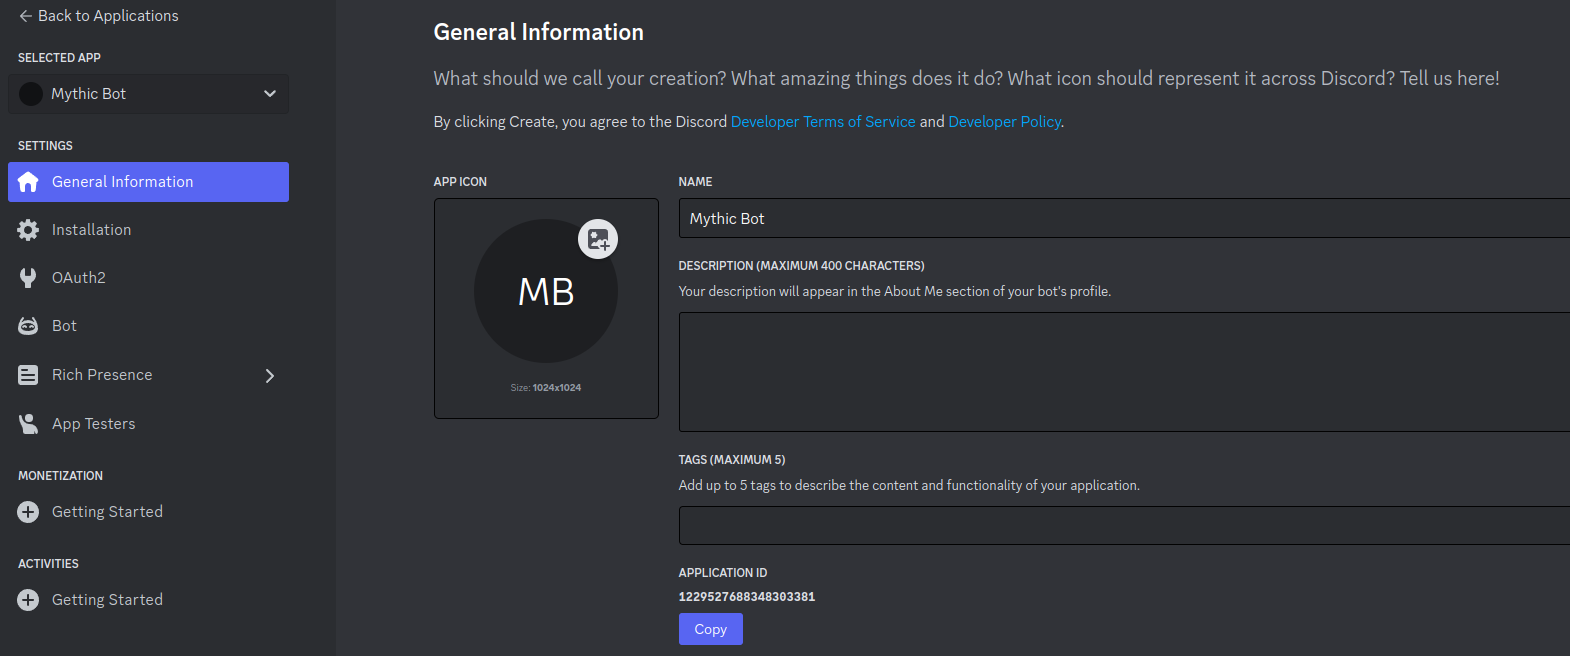 Back to Applications
SELECTED APP
Mythic Bot
SETTINGS
General Information
Installation
OAuth2
Bot
Rich Presence
App Testers
MONETIZATION
Getting Started
ACTIVITIES
Getting Started
General Information
What should we call your creation? What amazing things does it do? What icon should represent it across Discord? Tell us here!
By clicking Create, you agree to the Discord Developer Terms of Service and Developer Policy.
APP ICON
MB
Size: 1024x1024
NAME
Mythic Bot
DESCRIPTION (MAXIMUM 400 CHARACTERS)
Your description will appear in the About Me section of your bot's profile.
TAGS (MAXIMUM 5)
Add up to 5 tags to describe the content and functionality of your application.
APPLICATION ID
1229527688348303381
Copy